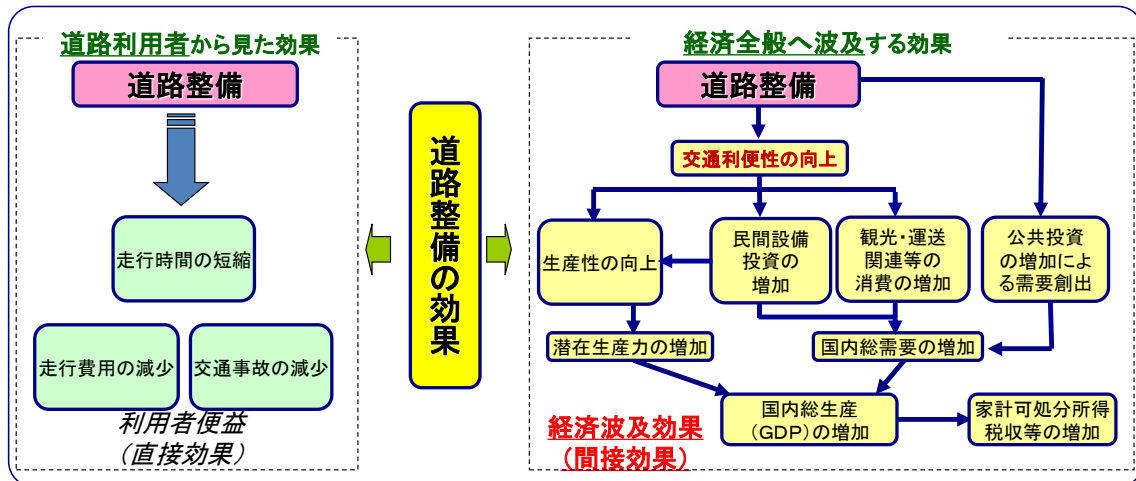 道路利用者から見た効果
道路整備
走行時間の短縮
走行費用の減少
交通事故の減少
利用者便益
(直接効果)
道路整備の効果
経済全般へ波及する効果
道路整備
交通利便性の向上
生産性の向上
民間設備
投資の
増加
観光・運送
関連等の
消費の増加
公共投資
の増加によ
る需要創出
潜在生産力の増加
国内総需要の増加
国内総生産
(GDP)の増加
家計可処分所得
税収等の増加
経済波及効果
(間接効果)